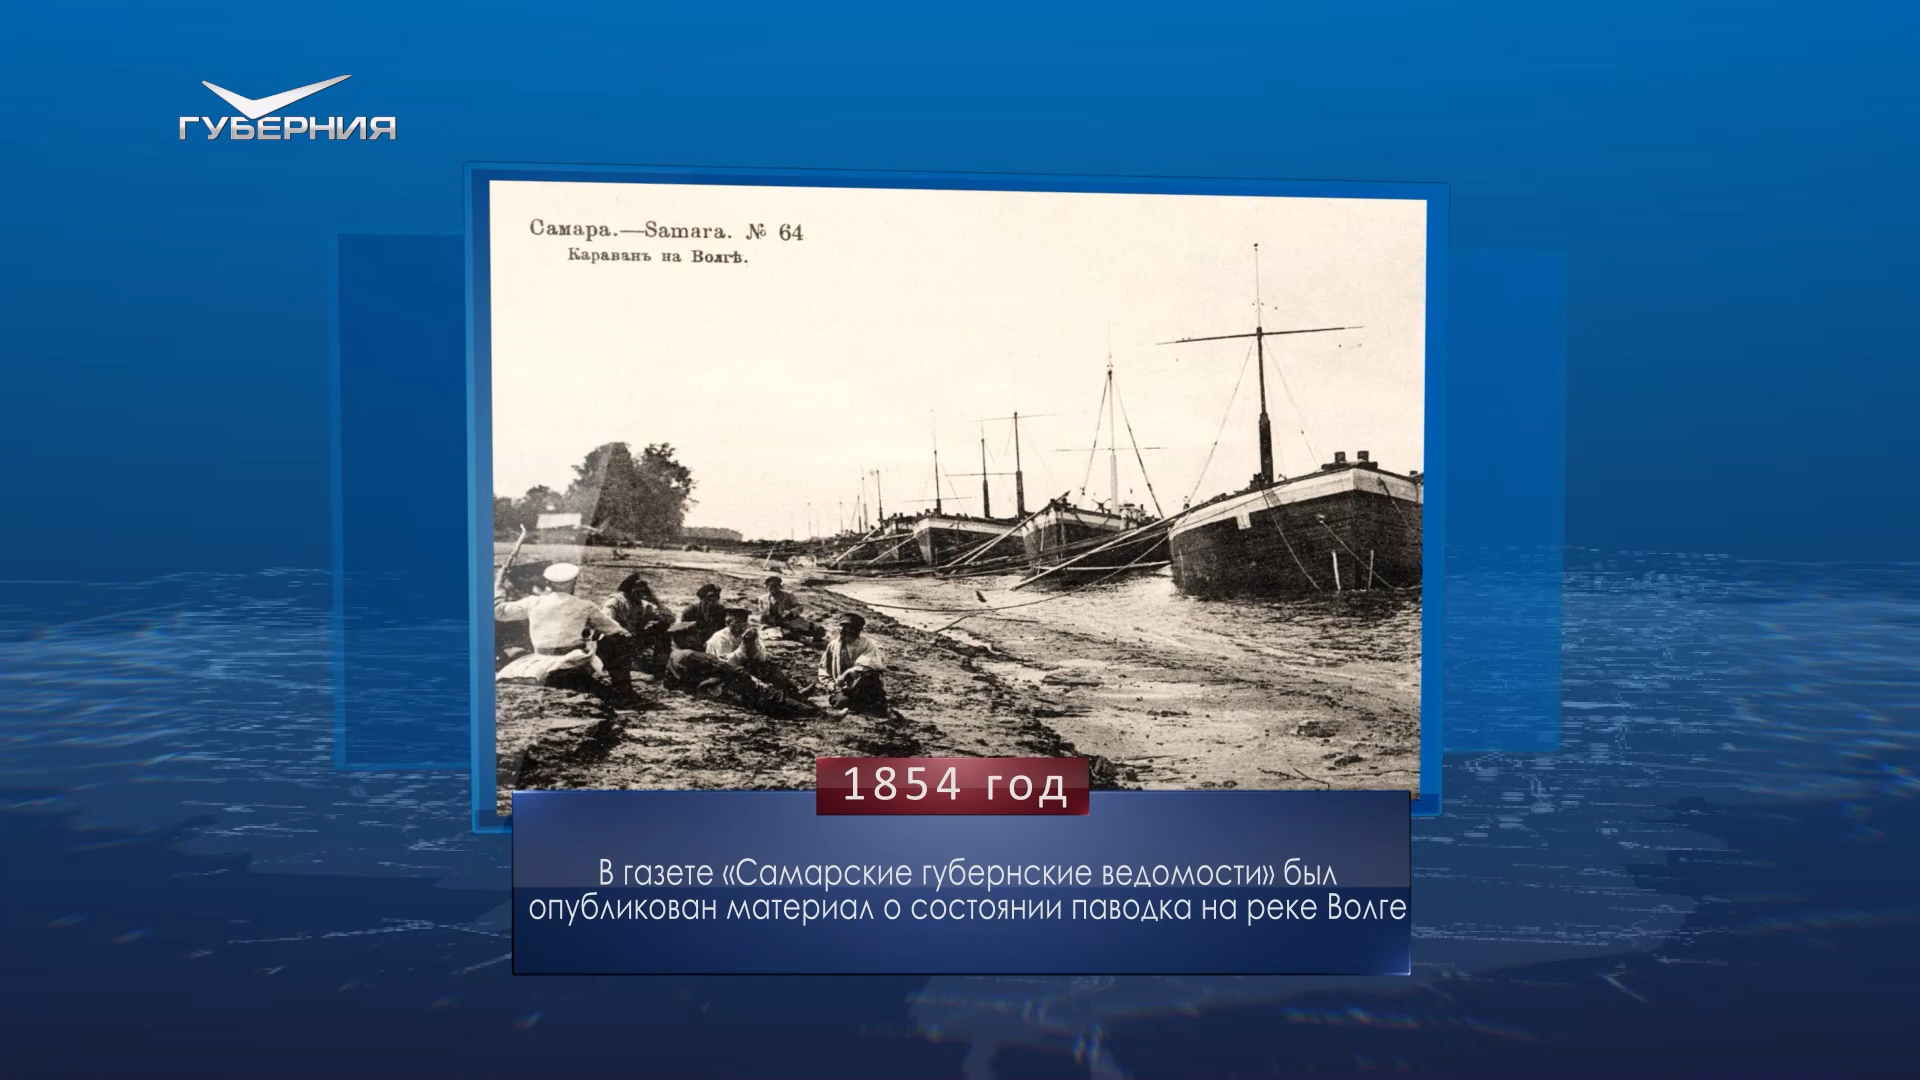 ГУБЕРНИЯ
Самара.—Samara. № 64
Караванъ на Волгѣ.
1854 год
В газете «Самарские губернские ведомости» был
опубликован материал о состоянии паводка на реке Волге